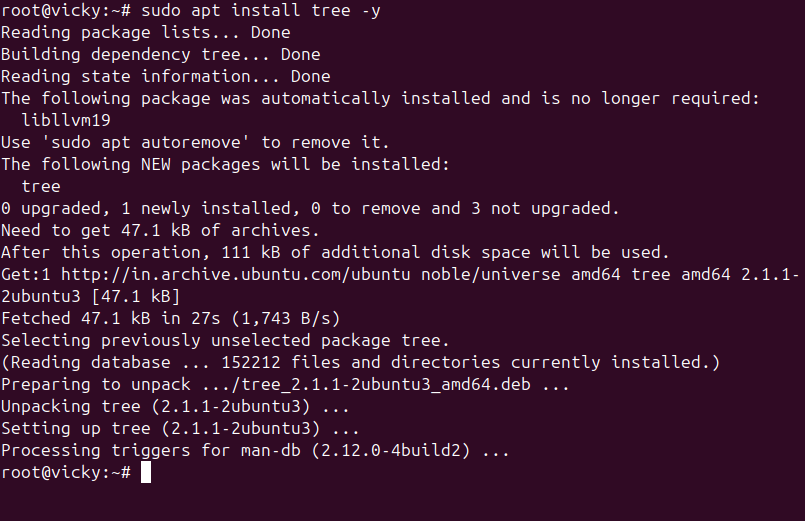 root@vicky:~# sudo apt install tree -y
Reading package lists... Done
Building dependency tree... Done
Reading state information... Done
The following package was automatically installed and is no longer required:
  libllvm19
Use 'sudo apt autoremove' to remove it.
The following NEW packages will be installed:
  tree
0 upgraded, 1 newly installed, 0 to remove and 3 not upgraded.
Need to get 47.1 kB of archives.
After this operation, 111 kB of additional disk space will be used.
Get:1 http://in.archive.ubuntu.com/ubuntu noble/universe amd64 tree amd64 2.1.1-
2ubuntu3 [47.1 kB]
Fetched 47.1 kB in 27s (1,743 B/s)
Selecting previously unselected package tree.
(Reading database ... 152212 files and directories currently installed.)
Preparing to unpack .../tree_2.1.1-2ubuntu3_amd64.deb ...
Unpacking tree (2.1.1-2ubuntu3) ...
Setting up tree (2.1.1-2ubuntu3) ...
Processing triggers for man-db (2.12.0-4build2) ...
root@vicky:~#